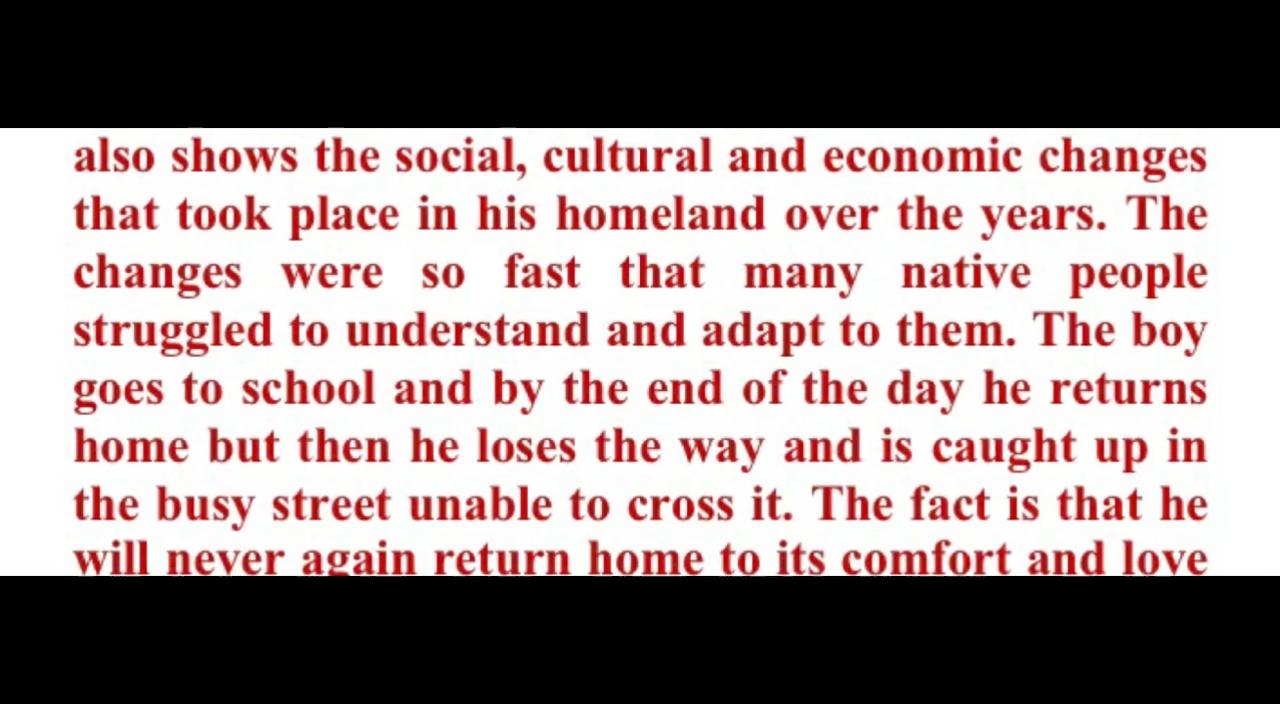 also shows the social, cultural and economic changes
that took place in his homeland over the years. The
changes were so fast that many native people
struggled to understand and adapt to them. The boy
goes to school and by the end of the day he returns
home but then he loses the way and is caught up in
the busy street unable to cross it. The fact is that he
will never again return home to its comfort and love